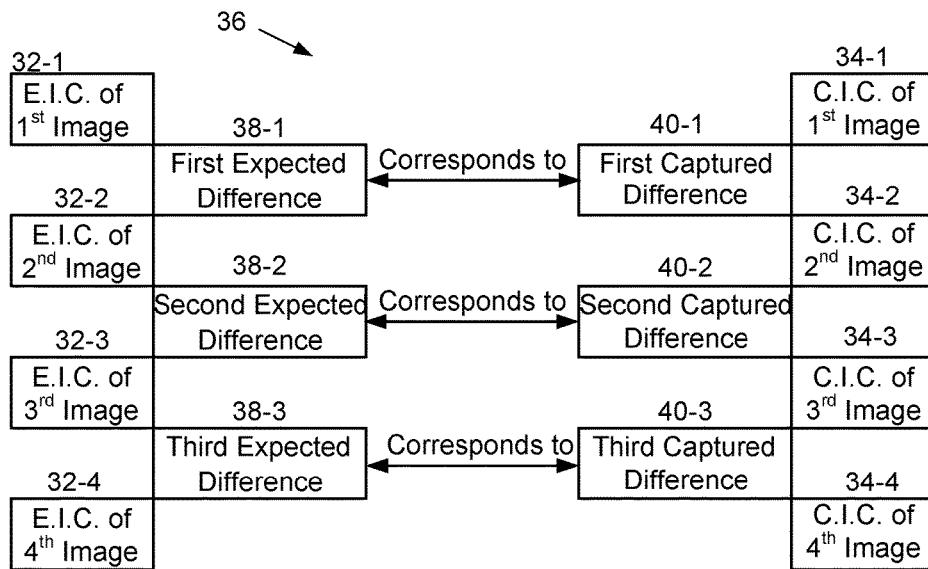 36
32-1
34-1
E.I.C. of
1st Image
C.I.C. of
1st Image
38-1
40-1
First Expected
Difference
Corresponds to
First Captured
Difference
32-2
34-2
E.I.C. of
2nd Image
C.I.C. of
2nd Image
38-2
40-2
Second Expected
Difference
Corresponds to
Second Captured
Difference
32-3
34-3
E.I.C. of
3rd Image
C.I.C. of
3rd Image
38-3
40-3
Third Expected
Difference
Corresponds to
Third Captured
Difference
32-4
34-4
E.I.C. of
4th Image
C.I.C. of
4th Image